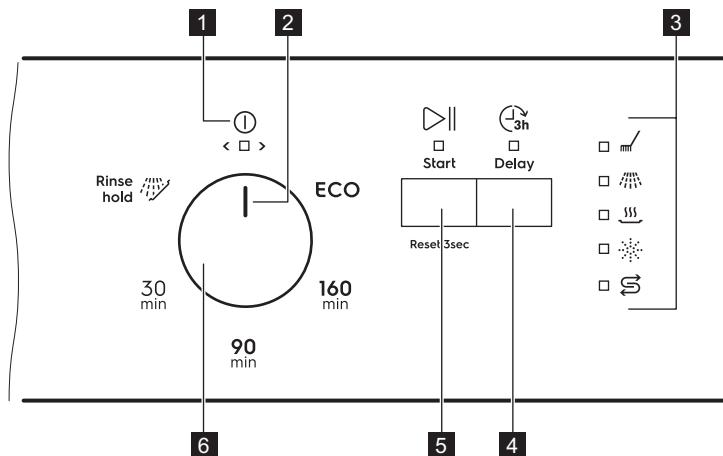 1
2
3
3h
< >
Start
Delay
Rinse
hold
ECO
Reset 3sec
30
min
160
min
90
min
6
5
4